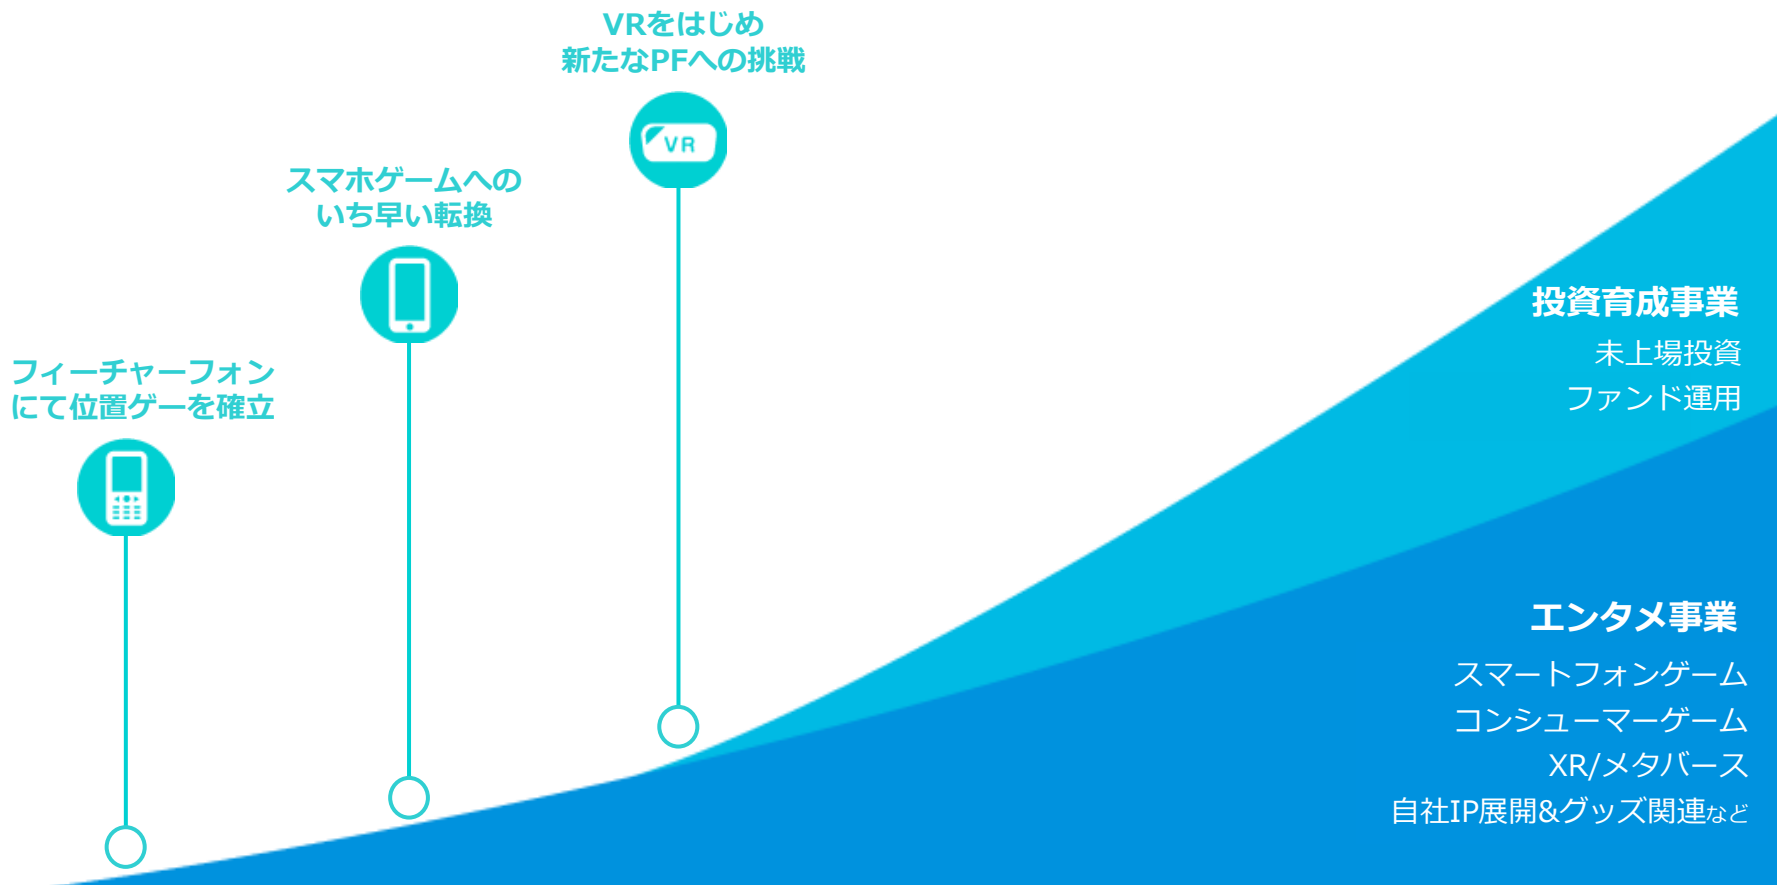 VRをはじめ
新たなPFへの挑戦
VR
スマホゲームへの
いち早い転換
フィーチャーフォン
にて位置ゲーを確立
投資育成事業
未上場投資
ファンド運用
エンタメ事業
スマートフォンゲーム
コンシューマーゲーム
XR/メタバース
自社IP展開&グッズ関連など